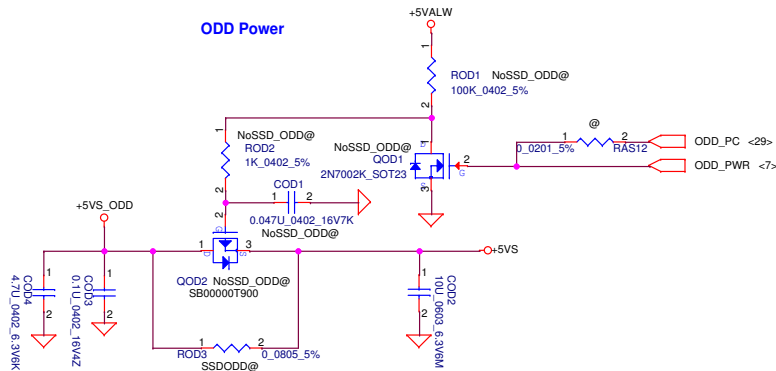 +5VALW
ODD Power
1
ROD1 NoSSD_ODD@
100K_0402_5%
2
@
1 2
0_0201_5% RAS12
ODD_PC <29>
ODD_PWR <7>
1
NoSSD_ODD@
ROD2
1K_0402_5%
2
NoSSD_ODD@
QOD1
2N7002K_SOT23
1
D
2
G
S
3
COD1
1 2
0.047U_0402_16V7K
NoSSD_ODD@
+5VS_ODD
2
G
1
D
3
S
+5VS
QOD2 NoSSD_ODD@
SB00000T900
1
2
COD4
4.7U_0402_6.3V6K
1
2
COD3
0.1U_0402_16V4Z
1
2
COD2
10U_0603_6.3V6M
1 2
ROD3 0_0805_5%
SSDODD@